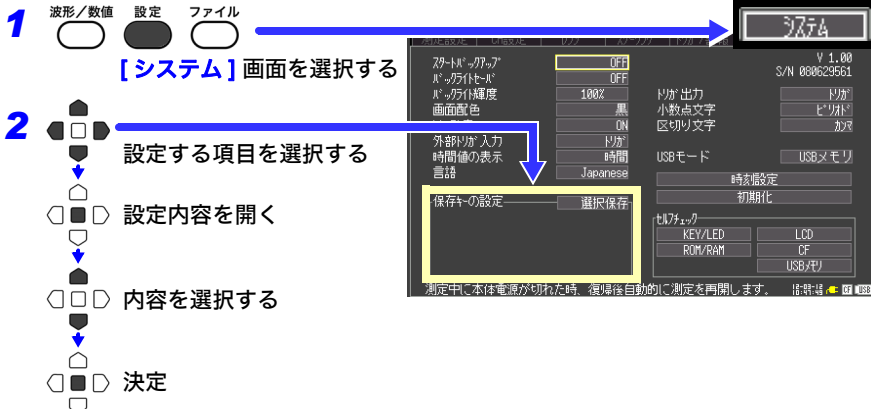 1 波形/数値 設定 ファイル
システム
[ システム ] 画面を選択する
2
設定する項目を選択する
設定内容を開く
内容を選択する
決定
V 1.00
S/N 080629561
スタートバックアップ OFF
バックライトセーバ OFF
バックライト輝度 100%
画面配色 黒
ON
外部トリガ入力 トリガ
時間値の表示 時間
言語 Japanese
トリガ出力 トリガ
小数点文字 ピリオド
区切り文字 カンマ
USBモード USBメモリ
時刻設定
初期化
保存キーの設定 選択保存
セルフチェック
KEY/LED LCD
ROM/RAM CF
USBメモリ
測定中に本体電源が切れた時、復帰後自動的に測定を再開します。
CF USB